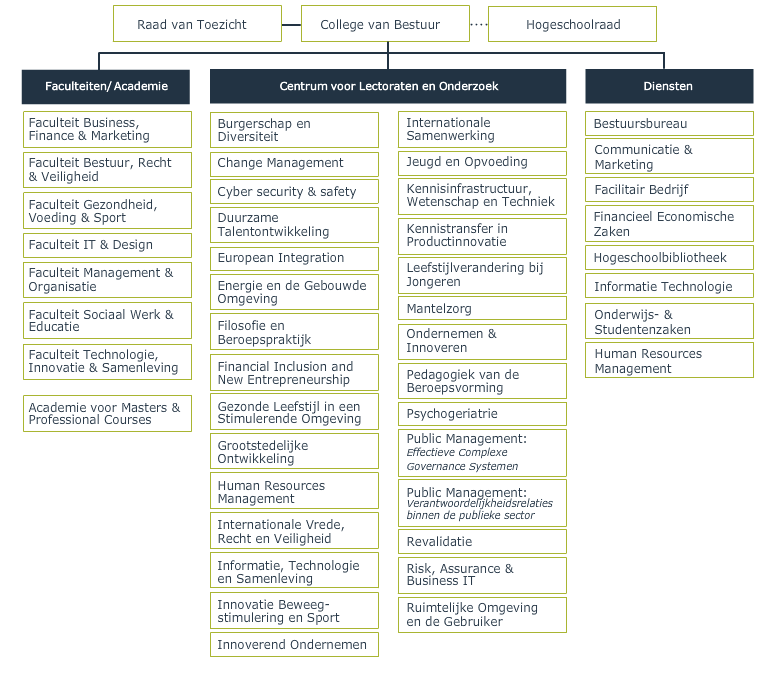 Raad van Toezicht
College van Bestuur
Hogeschoolraad
Faculteiten/ Academie
Faculteit Business,
Finance & Marketing
Faculteit Bestuur, Recht
& Veiligheid
Faculteit Gezondheid,
Voeding & Sport
Faculteit IT & Design
Faculteit Management &
Organisatie
Faculteit Sociaal Werk &
Educatie
Faculteit Technologie,
Innovatie & Samenleving
Academie voor Masters &
Professional Courses
Centrum voor Lectoraten en Onderzoek
Burgerschap en
Diversiteit
Change Management
Cyber security & safety
Duurzame
Talentontwikkeling
European Integration
Energie en de Gebouwde
Omgeving
Filosofie en
Beroepspraktijk
Financial Inclusion and
New Entrepreneurship
Gezonde Leefstijl in een
Stimulerende Omgeving
Grootstedelijke
Ontwikkeling
Human Resources
Management
Internationale Vrede,
Recht en Veiligheid
Informatie, Technologie
en Samenleving
Innovatie Beweeg-
stimulering en Sport
Innoverend Ondernemen
Internationale
Samenwerking
Jeugd en Opvoeding
Kennisinfrastructuur,
Wetenschap en Techniek
Kennistransfer in
Productinnovatie
Leefstijlverandering bij
Jongeren
Mantelzorg
Ondernemen &
Innoveren
Pedagogiek van de
Beroepsvorming
Psychogeriatrie
Public Management:
Effectieve Complexe
Governance Systemen
Public Management:
Verantwoordelijkheidsrelaties
binnen de publieke sector
Revalidatie
Risk, Assurance &
Business IT
Ruimtelijke Omgeving
en de Gebruiker
Diensten
Bestuursbureau
Communicatie &
Marketing
Facilitair Bedrijf
Financieel Economische
Zaken
Hogeschoolbibliotheek
Informatie Technologie
Onderwijs- &
Studentenzaken
Human Resources
Management